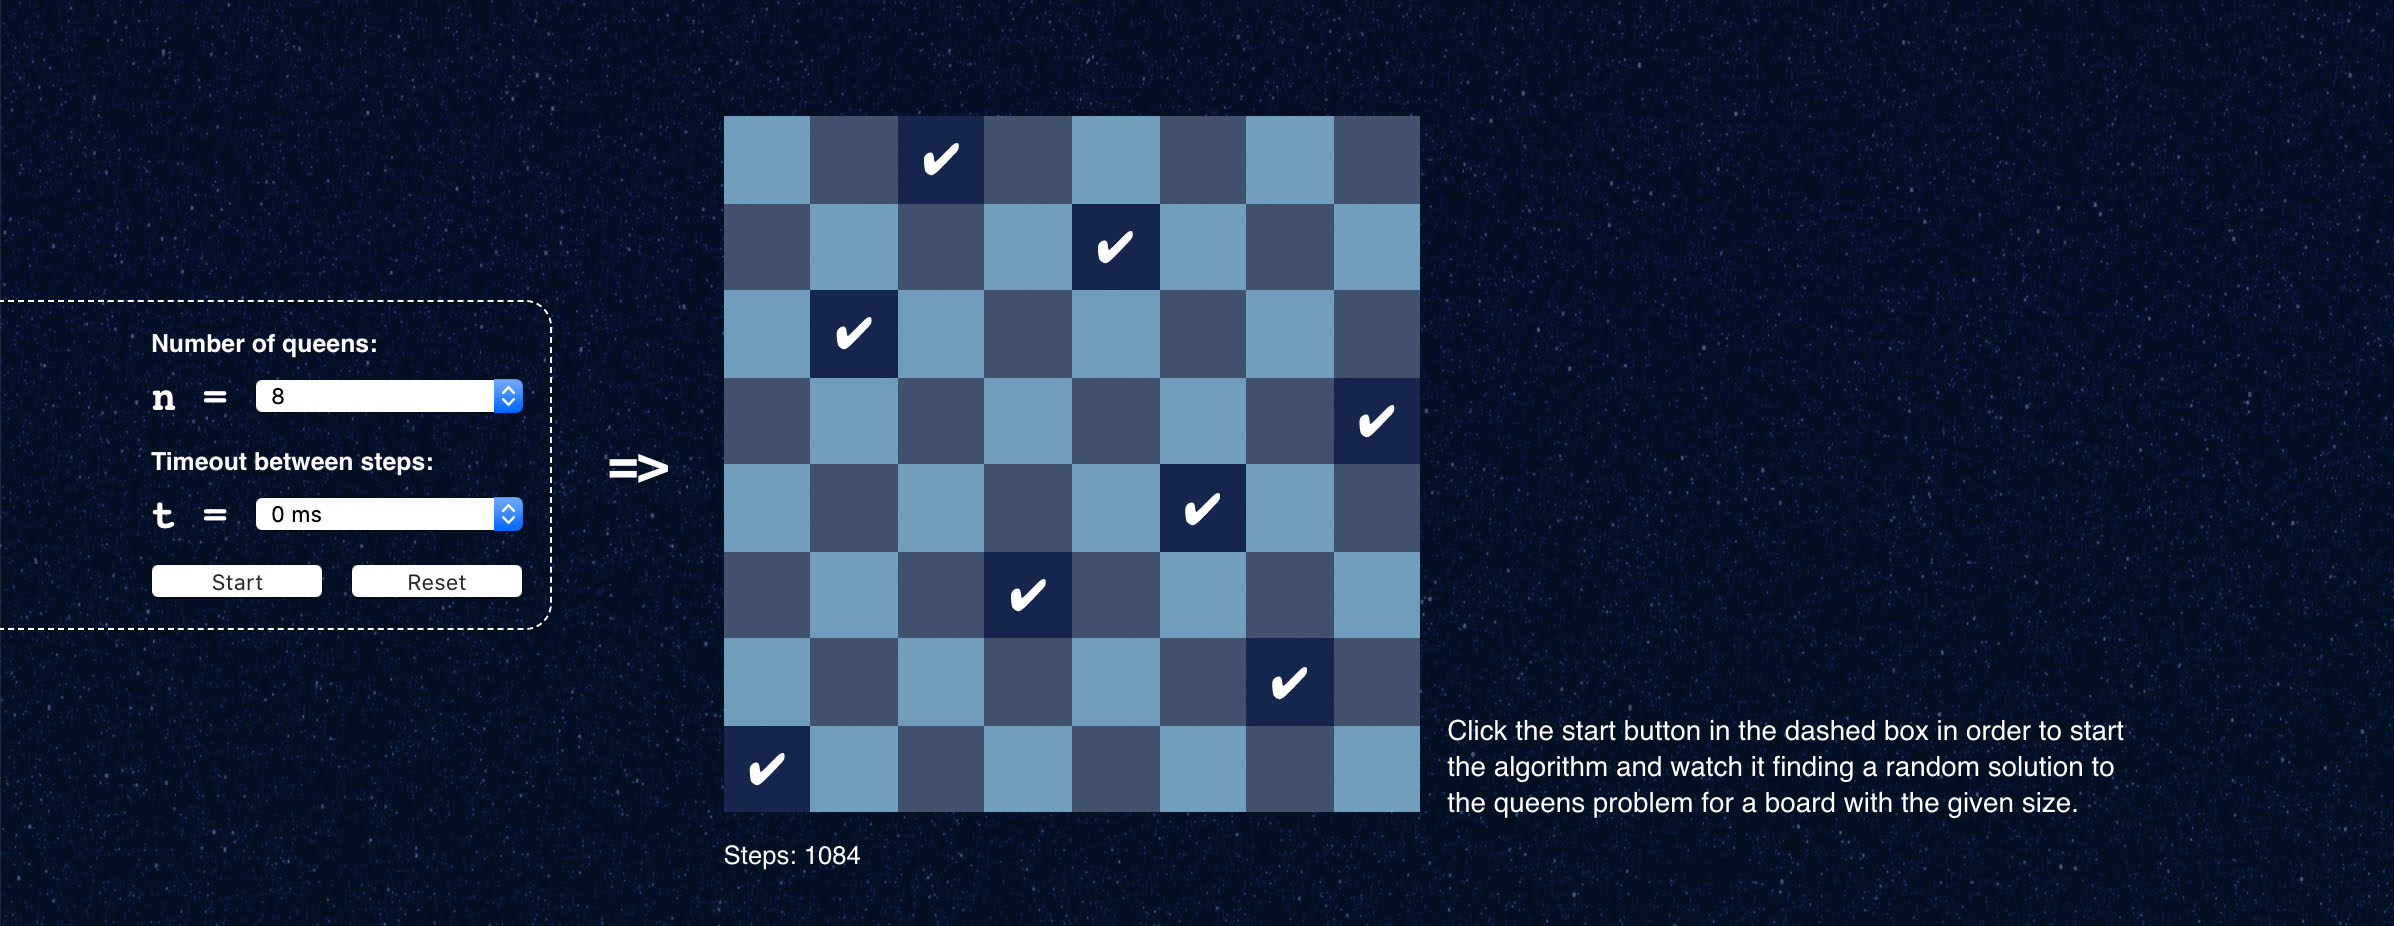 Number of queens:
n = 8
Timeout between steps:
t = 0 ms
Start Reset
=>
✔
✔
✔
✔
✔
✔
✔
✔
Steps: 1084
Click the start button in the dashed box in order to start
the algorithm and watch it finding a random solution to
the queens problem for a board with the given size.